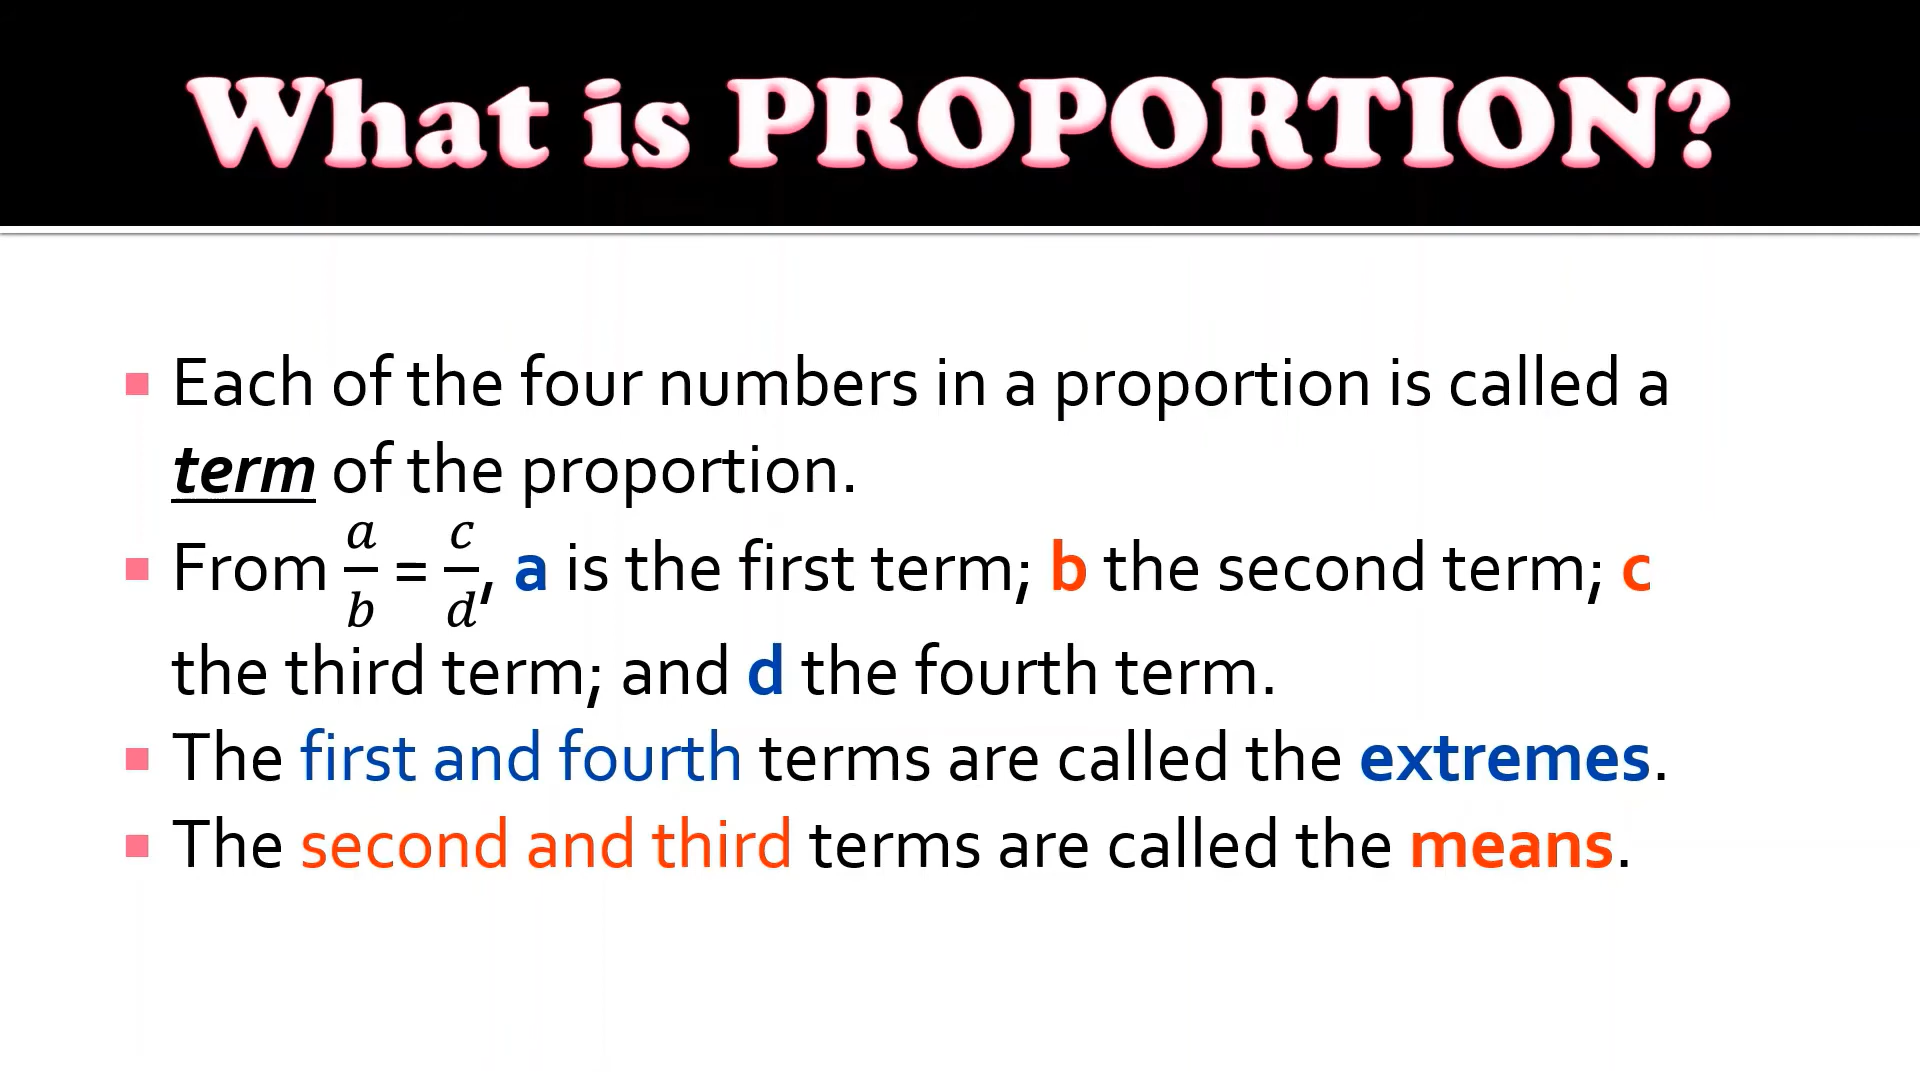 What is PROPORTION?
Each of the four numbers in a proportion is called a
term of the proportion.
From a/b = c/d, a is the first term; b the second term; c
the third term; and d the fourth term.
The first and fourth terms are called the extremes.
The second and third terms are called the means.